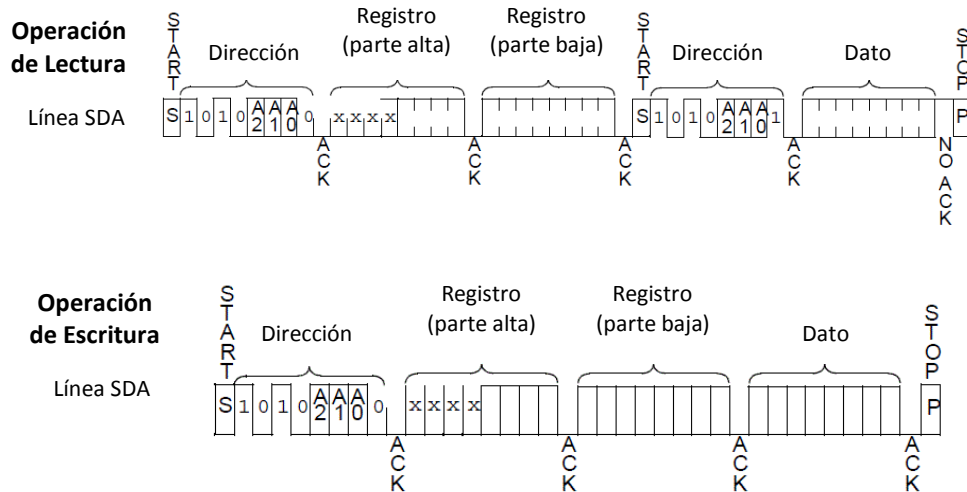 Operación
de Lectura
START
Dirección
Registro
(parte alta)
Registro
(parte baja)
START
Dirección
Dato
STOP
Línea SDA
S 1 0 1 0 A2 A1 A0 0 x x x x S 1 0 1 0 A2 A1 A0 1 P
ACK
ACK
ACK
ACK
NO ACK
Operación
de Escritura
START
Dirección
Registro
(parte alta)
Registro
(parte baja)
Dato
STOP
Línea SDA
S 1 0 1 0 A2 A1 A0 0 x x x x P
ACK
ACK
ACK
ACK